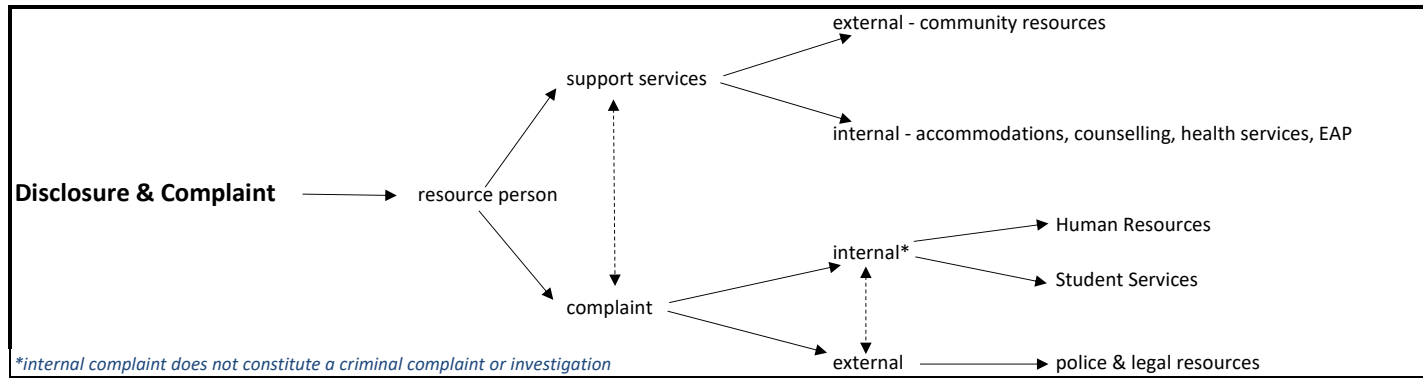 external - community resources
support services
internal - accommodations, counselling, health services, EAP
Disclosure & Complaint
resource person
Human Resources
internal*
Student Services
complaint
external
police & legal resources
*internal complaint does not constitute a criminal complaint or investigation